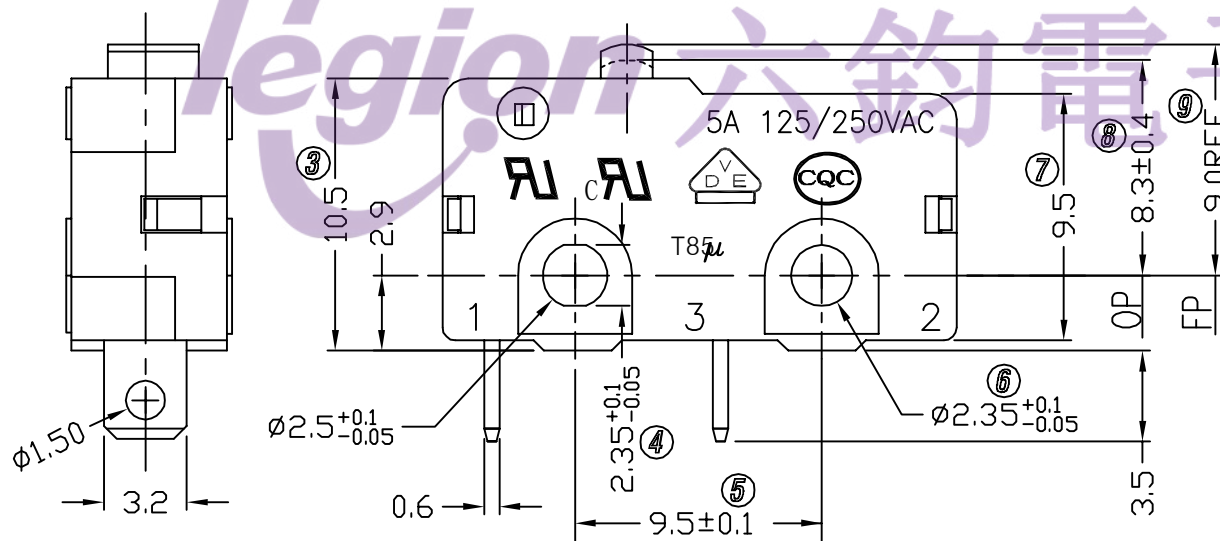 legion 六鈞電子
5A 125/250VAC
c
V
D E
CQC
T85μ
1
3
2
③
10.5
2.9
⑦
9.5
⑧
8.3±0.4
⑨
9.0REF
OP
FP
ø1.50
3.2
ø2.5+0.1
-0.05
0.6
2.35+0.1
-0.05
④
⑤
9.5±0.1
⑥
ø2.35+0.1
-0.05
3.5